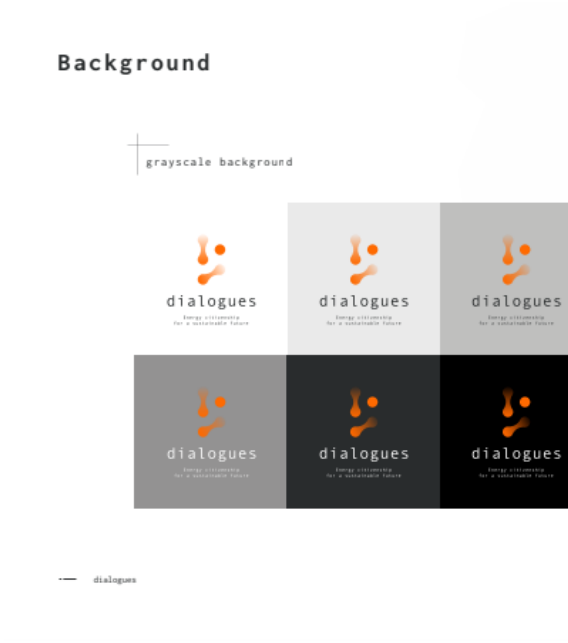 Background
grayscale background
dialogues
Energy citizenship
for a sustainable future
dialogues
Energy citizenship
for a sustainable future
dialogues
Energy citizenship
for a sustainable future
dialogues
Energy citizenship
for a sustainable future
dialogues
Energy citizenship
for a sustainable future
dialogues
Energy citizenship
for a sustainable future
dialogues